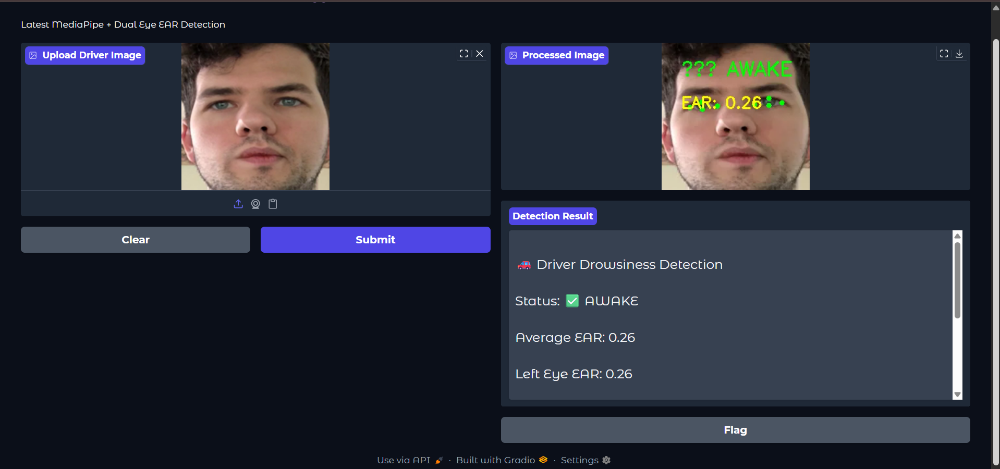 Latest MediaPipe + Dual Eye EAR Detection
Upload Driver Image
Clear
Submit
Processed Image
??? AWAKE
EAR: 0.26
Detection Result
🚗 Driver Drowsiness Detection
Status: ✅ AWAKE
Average EAR: 0.26
Left Eye EAR: 0.26
Flag
Use via API 🚀 · Built with Gradio · Settings